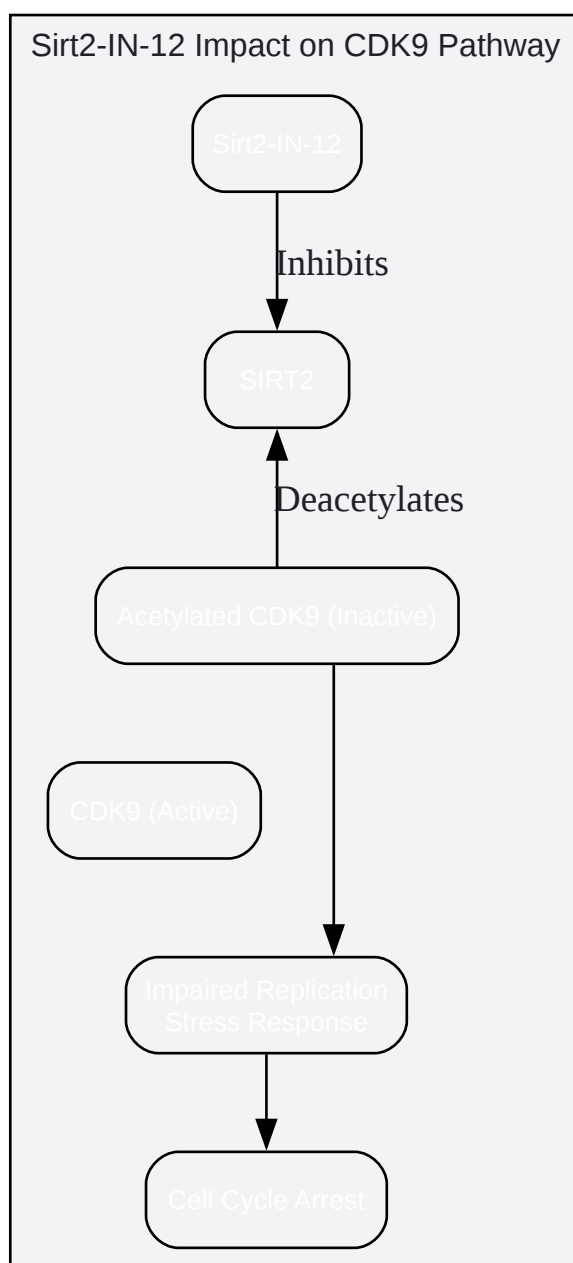 Sirt2-IN-12 Impact on CDK9 Pathway
Sirt2-IN-12
Inhibits
SIRT2
Deacetylates
Acetylated CDK9 (Inactive)
CDK9 (Active)
Impaired Replication
Stress Response
Cell Cycle Arrest